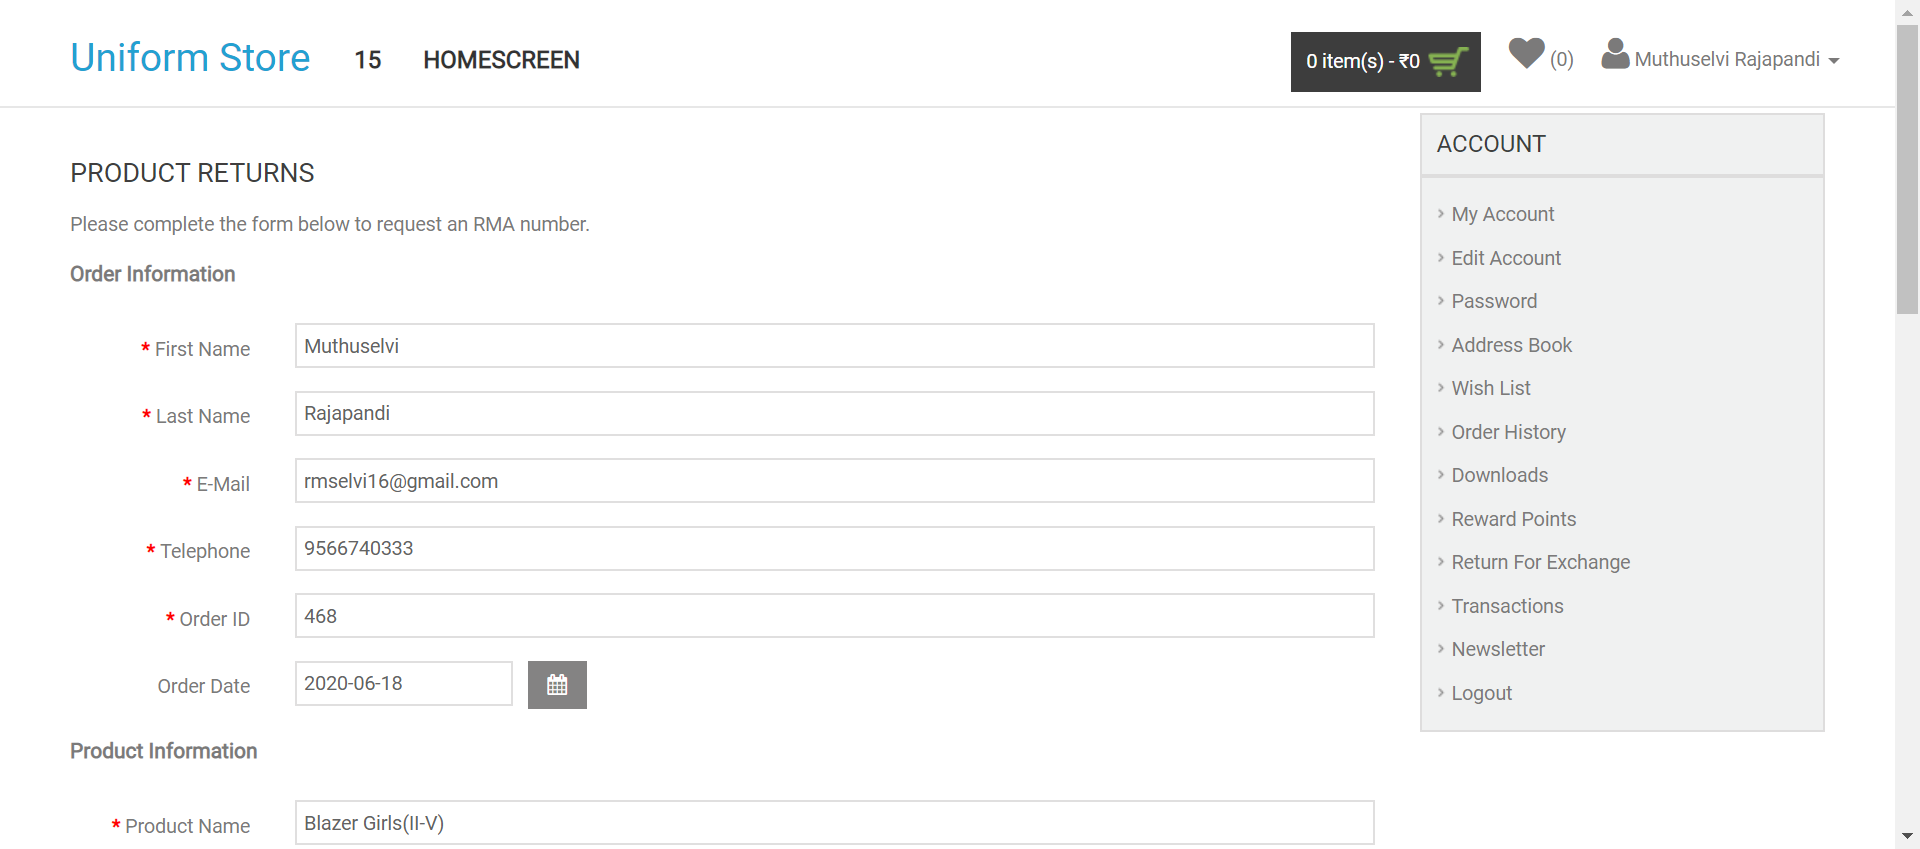 Uniform Store 15 HOMESCREEN 0 item(s) - ₹0 (0) Muthuselvi Rajapandi
PRODUCT RETURNS
Please complete the form below to request an RMA number.
Order Information
* First Name Muthuselvi
* Last Name Rajapandi
* E-Mail rmselvi16@gmail.com
* Telephone 9566740333
* Order ID 468
Order Date 2020-06-18
Product Information
* Product Name Blazer Girls(II-V)
ACCOUNT
My Account
Edit Account
Password
Address Book
Wish List
Order History
Downloads
Reward Points
Return For Exchange
Transactions
Newsletter
Logout